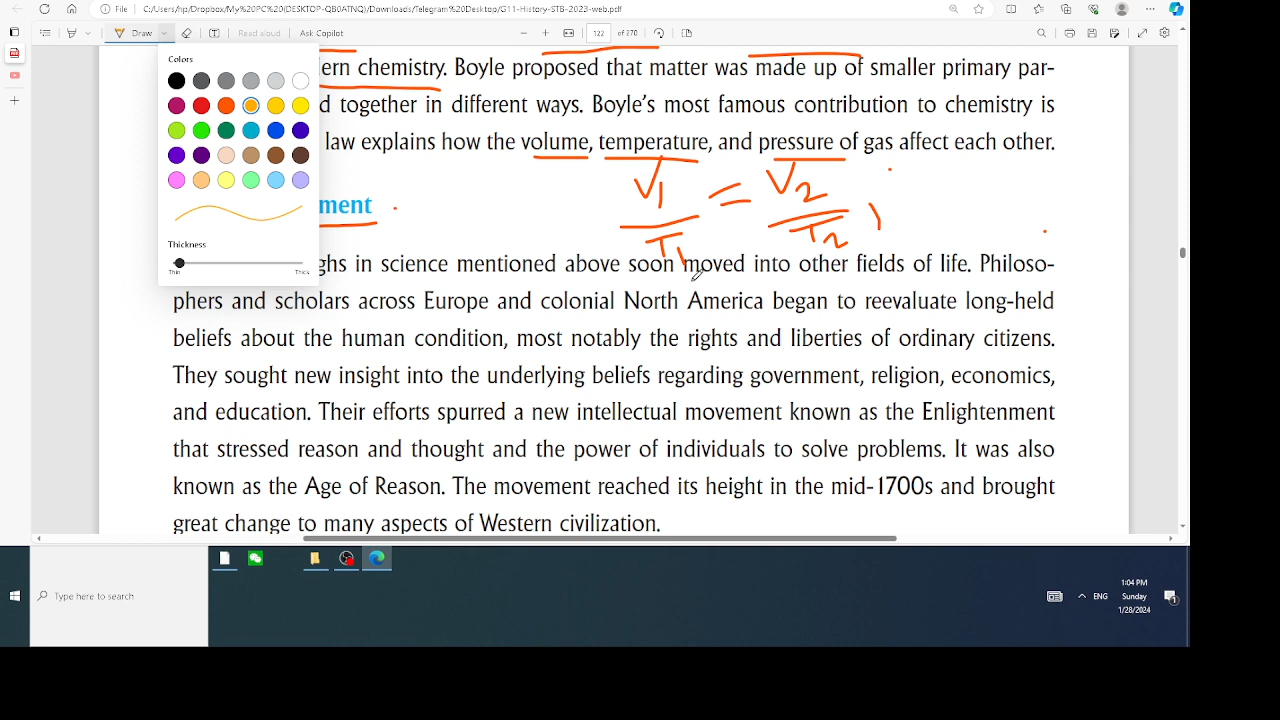 File
C:/Users/hp/Dropbox/My%20PC%20(DESKTOP-QB0ATNQ)/Downloads/Telegram%20Desktop/G11-History-STB-2023-web.pdf
Draw
Read aloud
Ask Copilot
122 of 270
Colors
Thickness
Thin
Thick
ern chemistry. Boyle proposed that matter was made up of smaller primary par-
d together in different ways. Boyle's most famous contribution to chemistry is
law explains how the volume, temperature, and pressure of gas affect each other.
V1 = V2
T1 T2
ment
ghs in science mentioned above soon moved into other fields of life. Philoso-
phers and scholars across Europe and colonial North America began to reevaluate long-held
beliefs about the human condition, most notably the rights and liberties of ordinary citizens.
They sought new insight into the underlying beliefs regarding government, religion, economics,
and education. Their efforts spurred a new intellectual movement known as the Enlightenment
that stressed reason and thought and the power of individuals to solve problems. It was also
known as the Age of Reason. The movement reached its height in the mid-1700s and brought
great change to many aspects of Western civilization.
Type here to search
ENG
1:04 PM
Sunday
1/28/2024
1